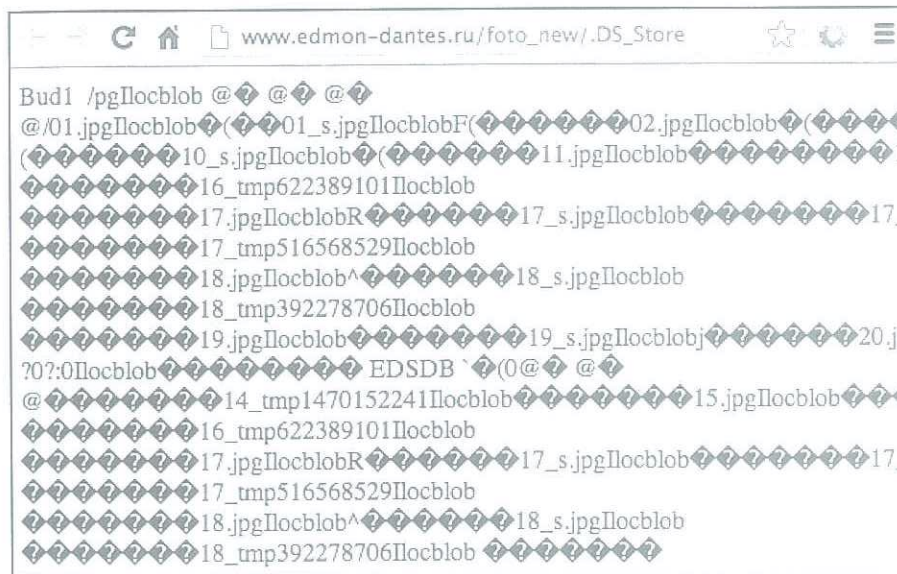 www.edmon-dantes.ru/foto_new/.DS_Store
Bud1 /pgIlocblob @� @� @�
@/01.jpgIlocblob�(��01_s.jpgIlocblobF(������02.jpgIlocblob�(����
(������10_s.jpgIlocblob�(������11.jpgIlocblob���������
��������16_tmp622389101Ilocblob
��������17.jpgIlocblobR������17_s.jpgIlocblob��������17_
��������17_tmp516568529Ilocblob
��������18.jpgIlocblob^������18_s.jpgIlocblob
��������18_tmp392278706Ilocblob
��������19.jpgIlocblob��������19_s.jpgIlocblobj������20.j
?0?:0Ilocblob��������� EDSDB `�(0@� @�
@��������14_tmp1470152241Ilocblob��������15.jpgIlocblob���
��������16_tmp622389101Ilocblob
��������17.jpgIlocblobR������17_s.jpgIlocblob��������17_
��������17_tmp516568529Ilocblob
��������18.jpgIlocblob^������18_s.jpgIlocblob
��������18_tmp392278706Ilocblob ��������